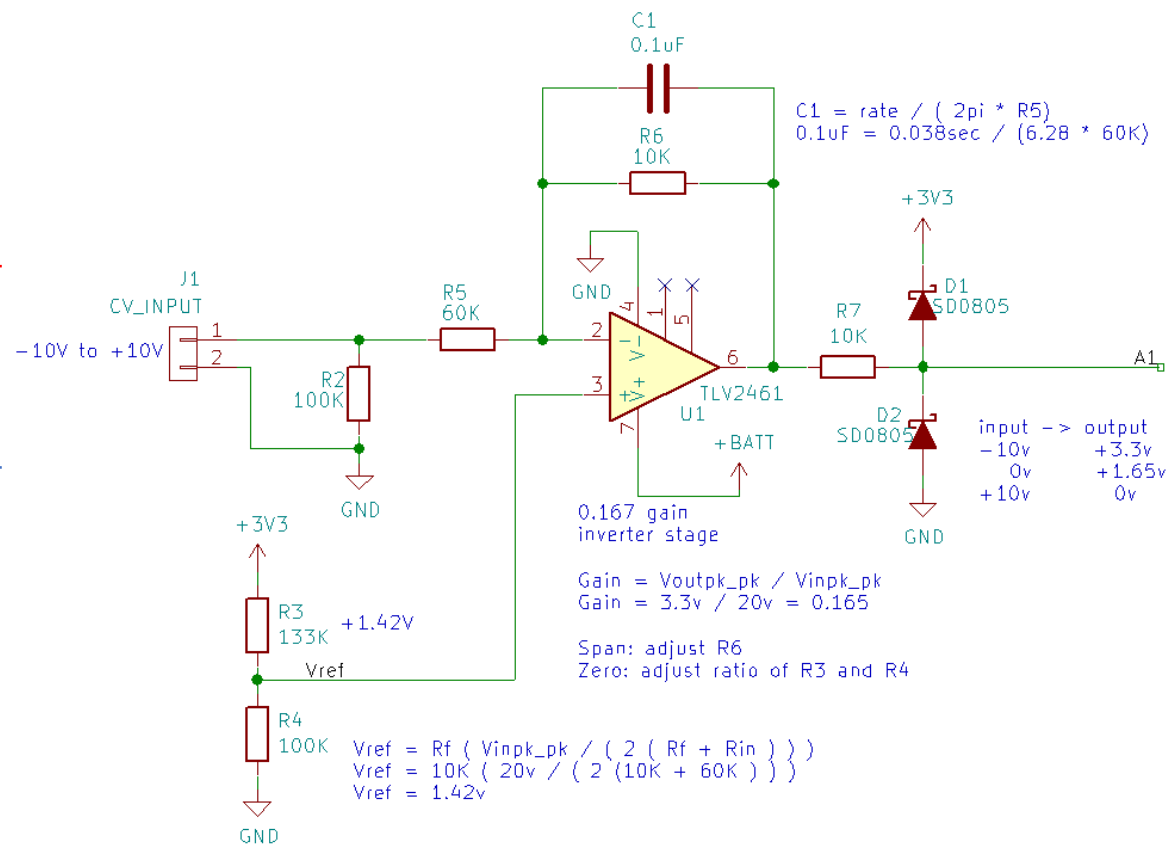 C1
0.1uF
C1 = rate / ( 2pi * R5)
0.1uF = 0.038sec / (6.28 * 60K)
R6
10K
+3V3
J1
CV_INPUT
-10V to +10V
1
2
R5
60K
GND
4
1
5
2
3
V-
V+
7
6
TLV2461
U1
R7
10K
D1
SD0805
A1
D2
SD0805
R2
100K
GND
+BATT
input -> output
-10v +3.3v
0v +1.65v
+10v 0v
GND
0.167 gain
inverter stage
Gain = Voutpk_pk / Vinpk_pk
Gain = 3.3v / 20v = 0.165
Span: adjust R6
Zero: adjust ratio of R3 and R4
+3V3
R3
133K
+1.42V
Vref
R4
100K
Vref = Rf ( Vinpk_pk / ( 2 ( Rf + Rin ) ) )
Vref = 10K ( 20v / ( 2 (10K + 60K ) ) )
Vref = 1.42v
GND